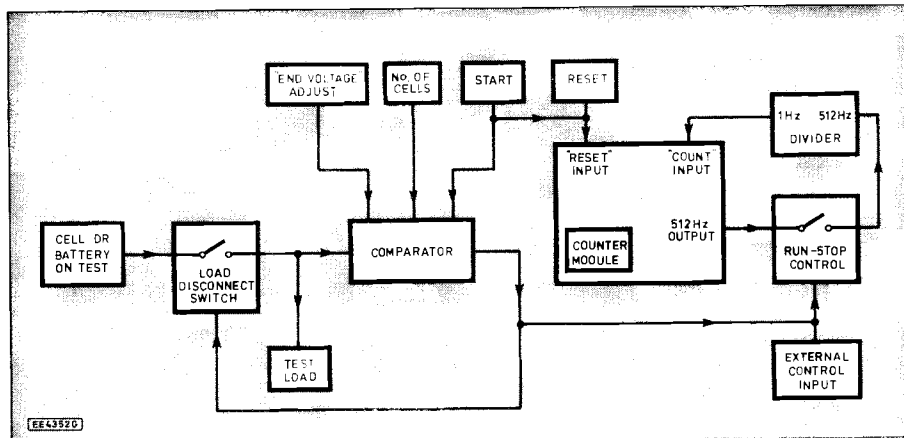 "END VOLTAGE"
ADJUST
No. OF
CELLS
START
RESET
1Hz 512Hz
DIVIDER
"RESET"
INPUT
"COUNT"
INPUT
CELL OR
BATTERY
ON TEST
LOAD
DISCONNECT
SWITCH
COMPARATOR
512Hz
OUTPUT
COUNTER
MODULE
RUN-STOP
CONTROL
TEST
LOAD
EXTERNAL
CONTROL
INPUT
EE4352G